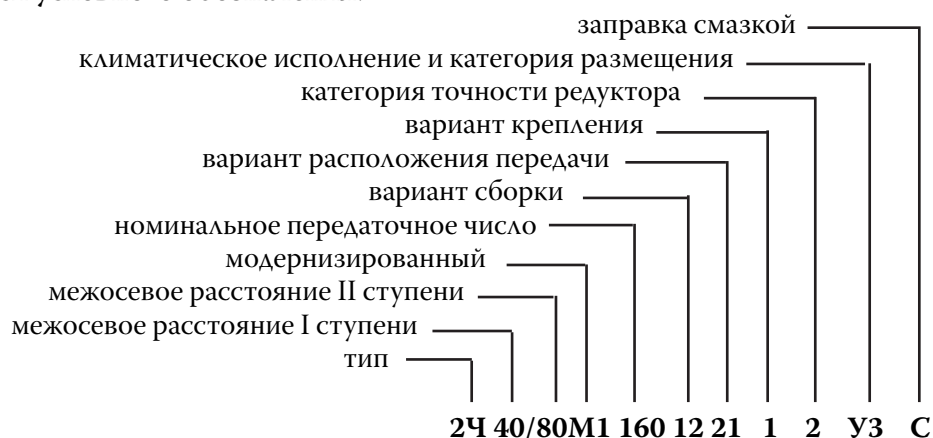 заправка смазкой
климатическое исполнение и категория размещения
категория точности редуктора
вариант крепления
вариант расположения передачи
вариант сборки
номинальное передаточное число
модернизированный
межосевое расстояние II ступени
межосевое расстояние I ступени
тип
2Ч 40/80М1 160 12 21 1 2 У3 С